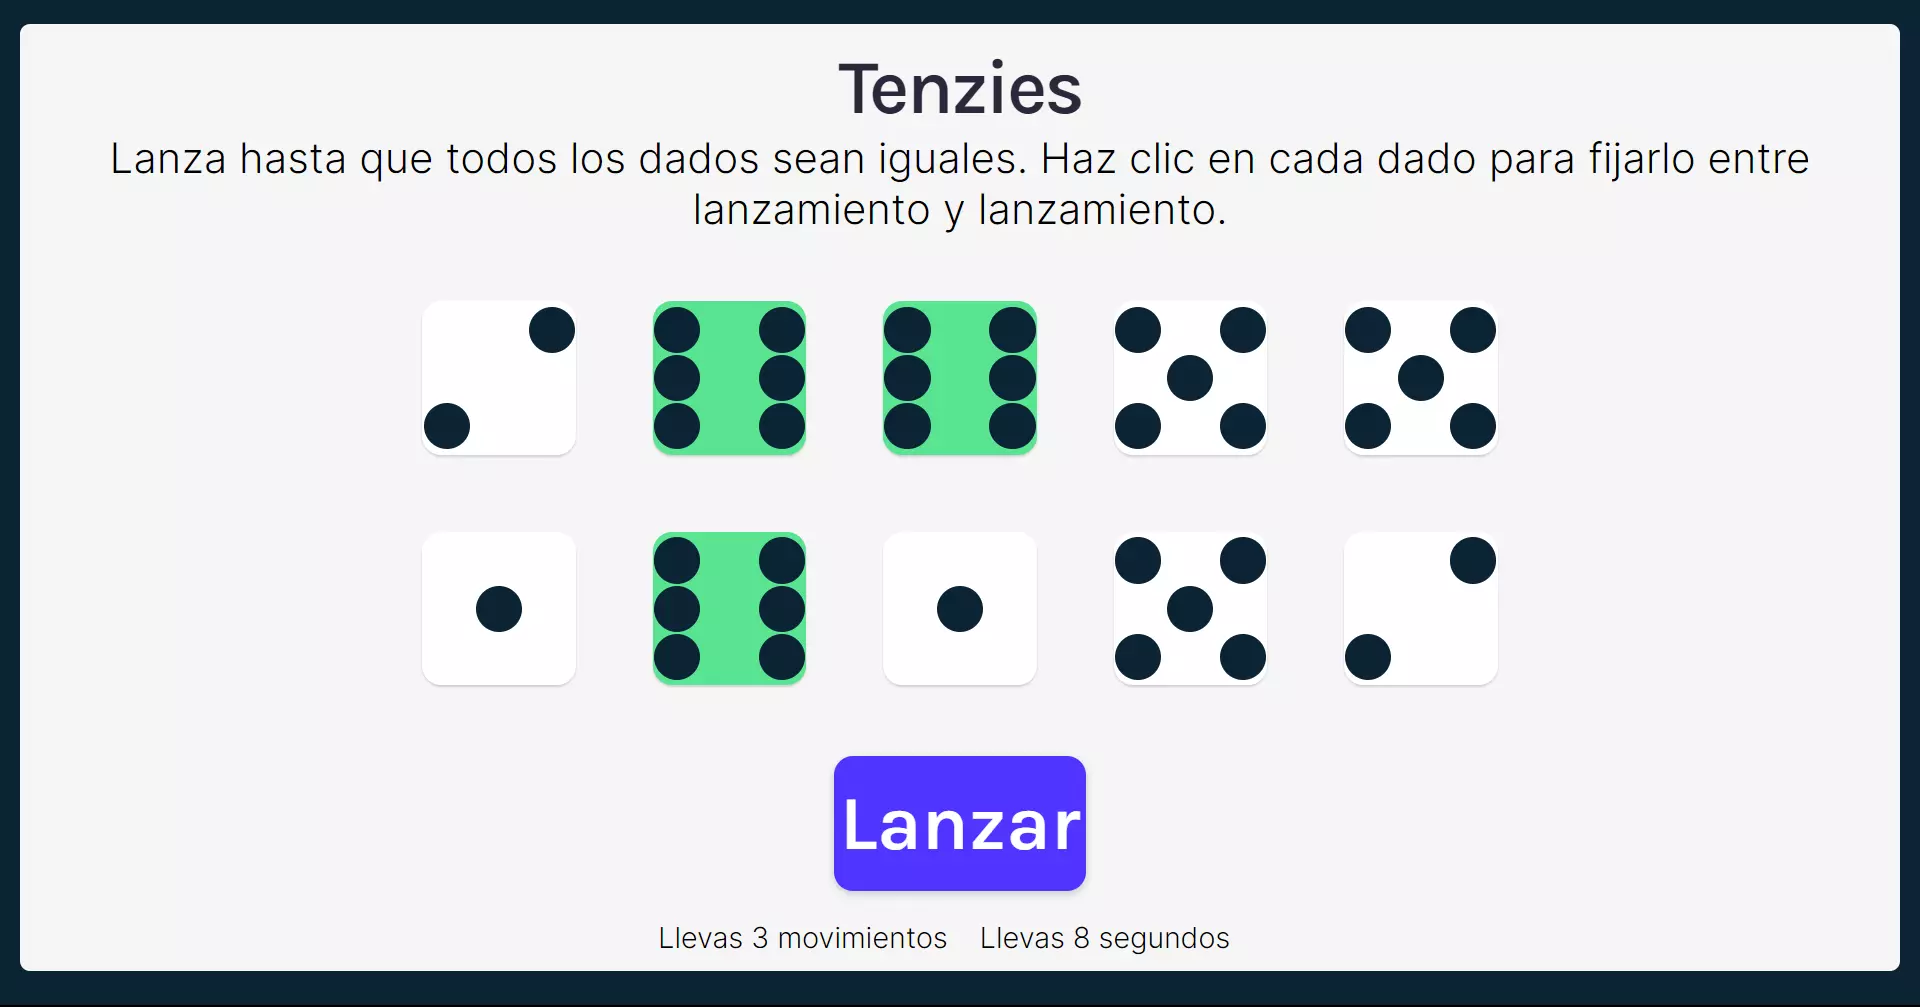 Tenzies
Lanza hasta que todos los dados sean iguales. Haz clic en cada dado para fijarlo entre
lanzamiento y lanzamiento.
Lanzar
Llevas 3 movimientos Llevas 8 segundos